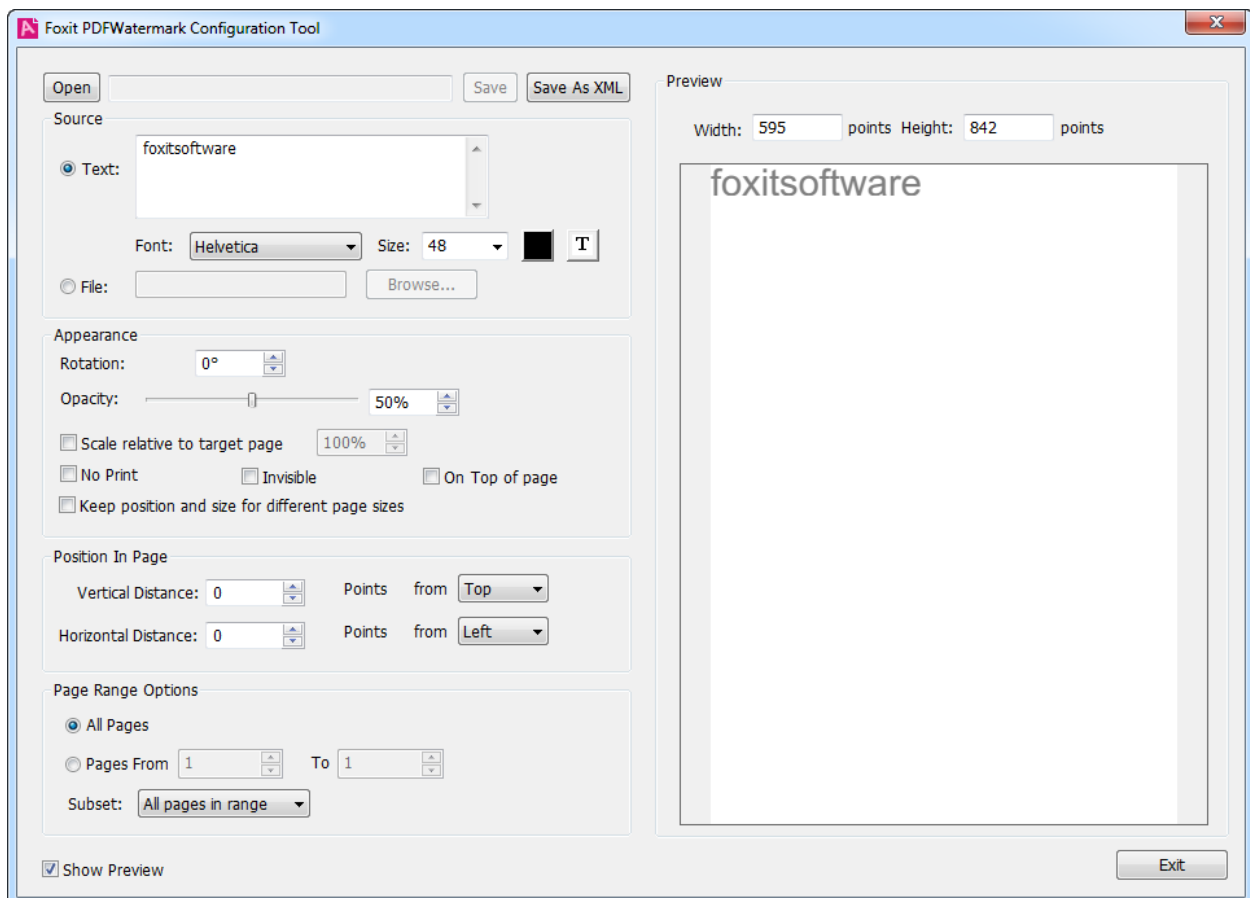 Foxit PDFWatermark Configuration Tool
Open Save Save As XML
Source
Text: foxitsoftware
Font: Helvetica Size: 48 T
File: Browse...
Appearance
Rotation: 0°
Opacity: 50%
Scale relative to target page 100%
No Print Invisible On Top of page
Keep position and size for different page sizes
Position In Page
Vertical Distance: 0 Points from Top
Horizontal Distance: 0 Points from Left
Page Range Options
All Pages
Pages From 1 To 1
Subset: All pages in range
Show Preview
Preview
Width: 595 points Height: 842 points
foxitsoftware
Exit